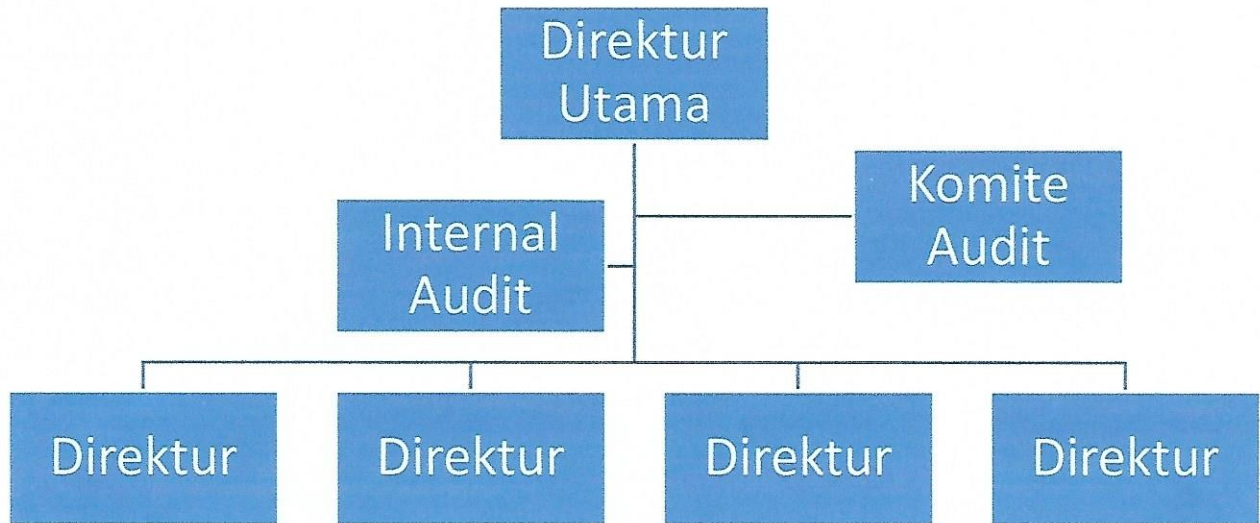 Direktur
Utama
Komite
Audit
Internal
Audit
Direktur
Direktur
Direktur
Direktur